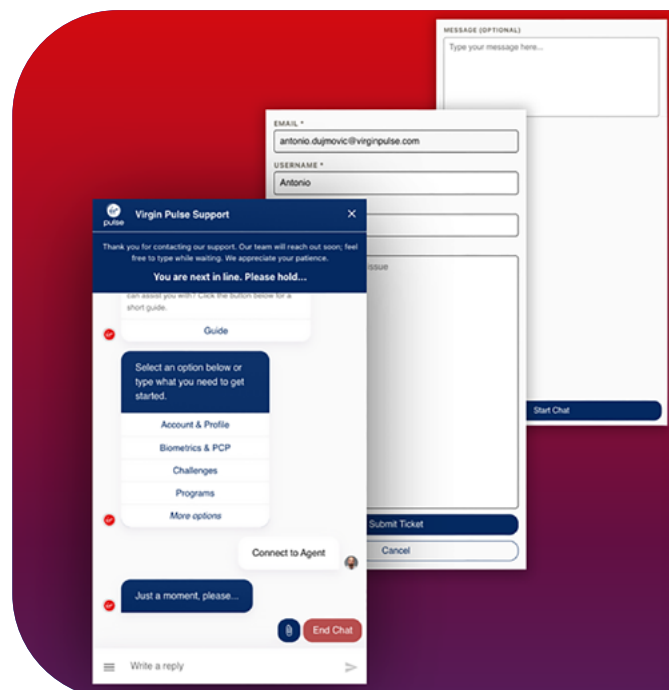 MESSAGE (OPTIONAL)
Type your message here...
Start Chat
EMAIL *
antonio.dujmovic@virginpulse.com
USERNAME *
Antonio
issue
Submit Ticket
Cancel
pulse
Virgin Pulse Support
Thank you for contacting our support. Our team will reach out soon; feel
free to type while waiting. We appreciate your patience.
You are next in line. Please hold...
can assist you with? Click the button below for a
short guide.
Guide
Select an option below or
type what you need to get
started.
Account & Profile
Biometrics & PCP
Challenges
Programs
More options
Connect to Agent
Just a moment, please...
End Chat
Write a reply